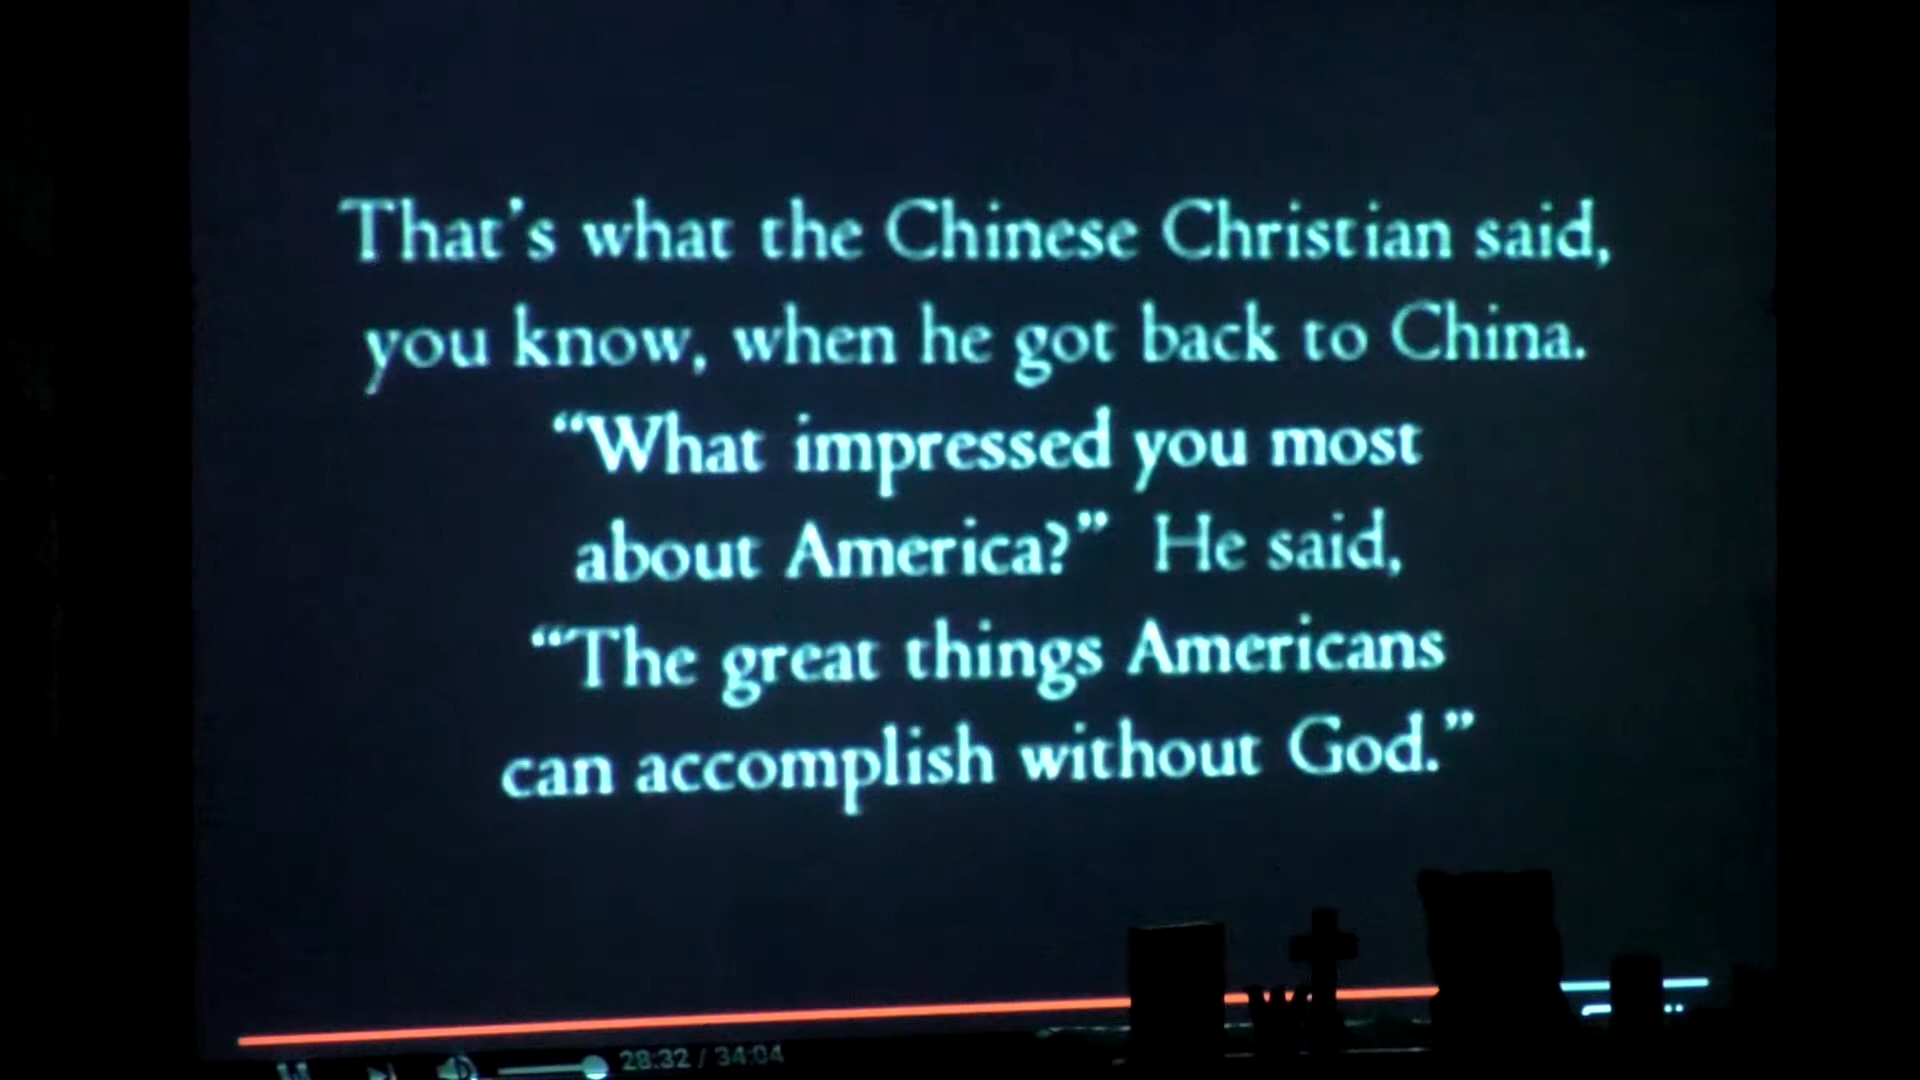 That's what the Chinese Christian said,
you know, when he got back to China.
“What impressed you most
about America?” He said,
“The great things Americans
can accomplish without God.”
28:32 / 34:04